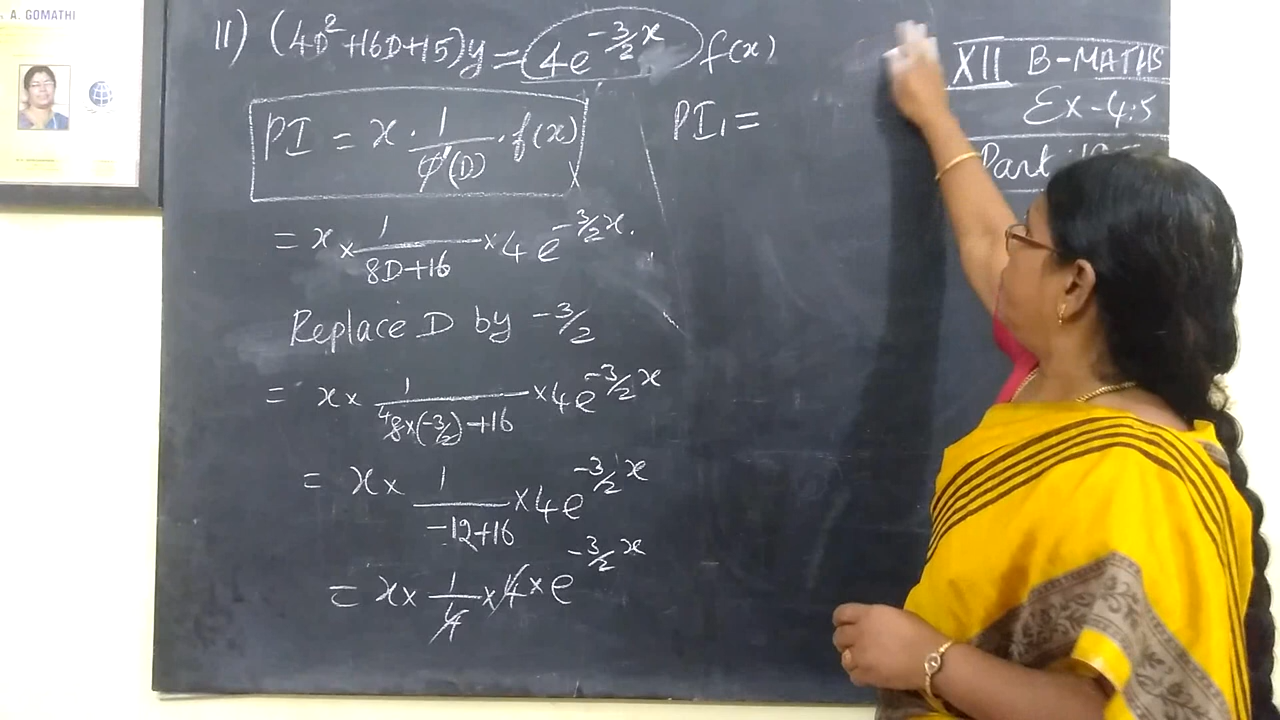 A. GOMATHI
11) (4D²+16D+15)y = 4e^(-3/2 x) f(x)
XII B-MATHS
Ex-4.5
Part:
PI = x · 1/φ'(D) · f(x)
PI₁ =
= x × 1/(8D+16) × 4e^(-3/2 x).
Replace D by -3/2
= x × 1/(8×(-3/2)+16) × 4e^(-3/2 x)
= x × 1/(-12+16) × 4e^(-3/2 x)
= x × 1/4 × 4 × e^(-3/2 x)